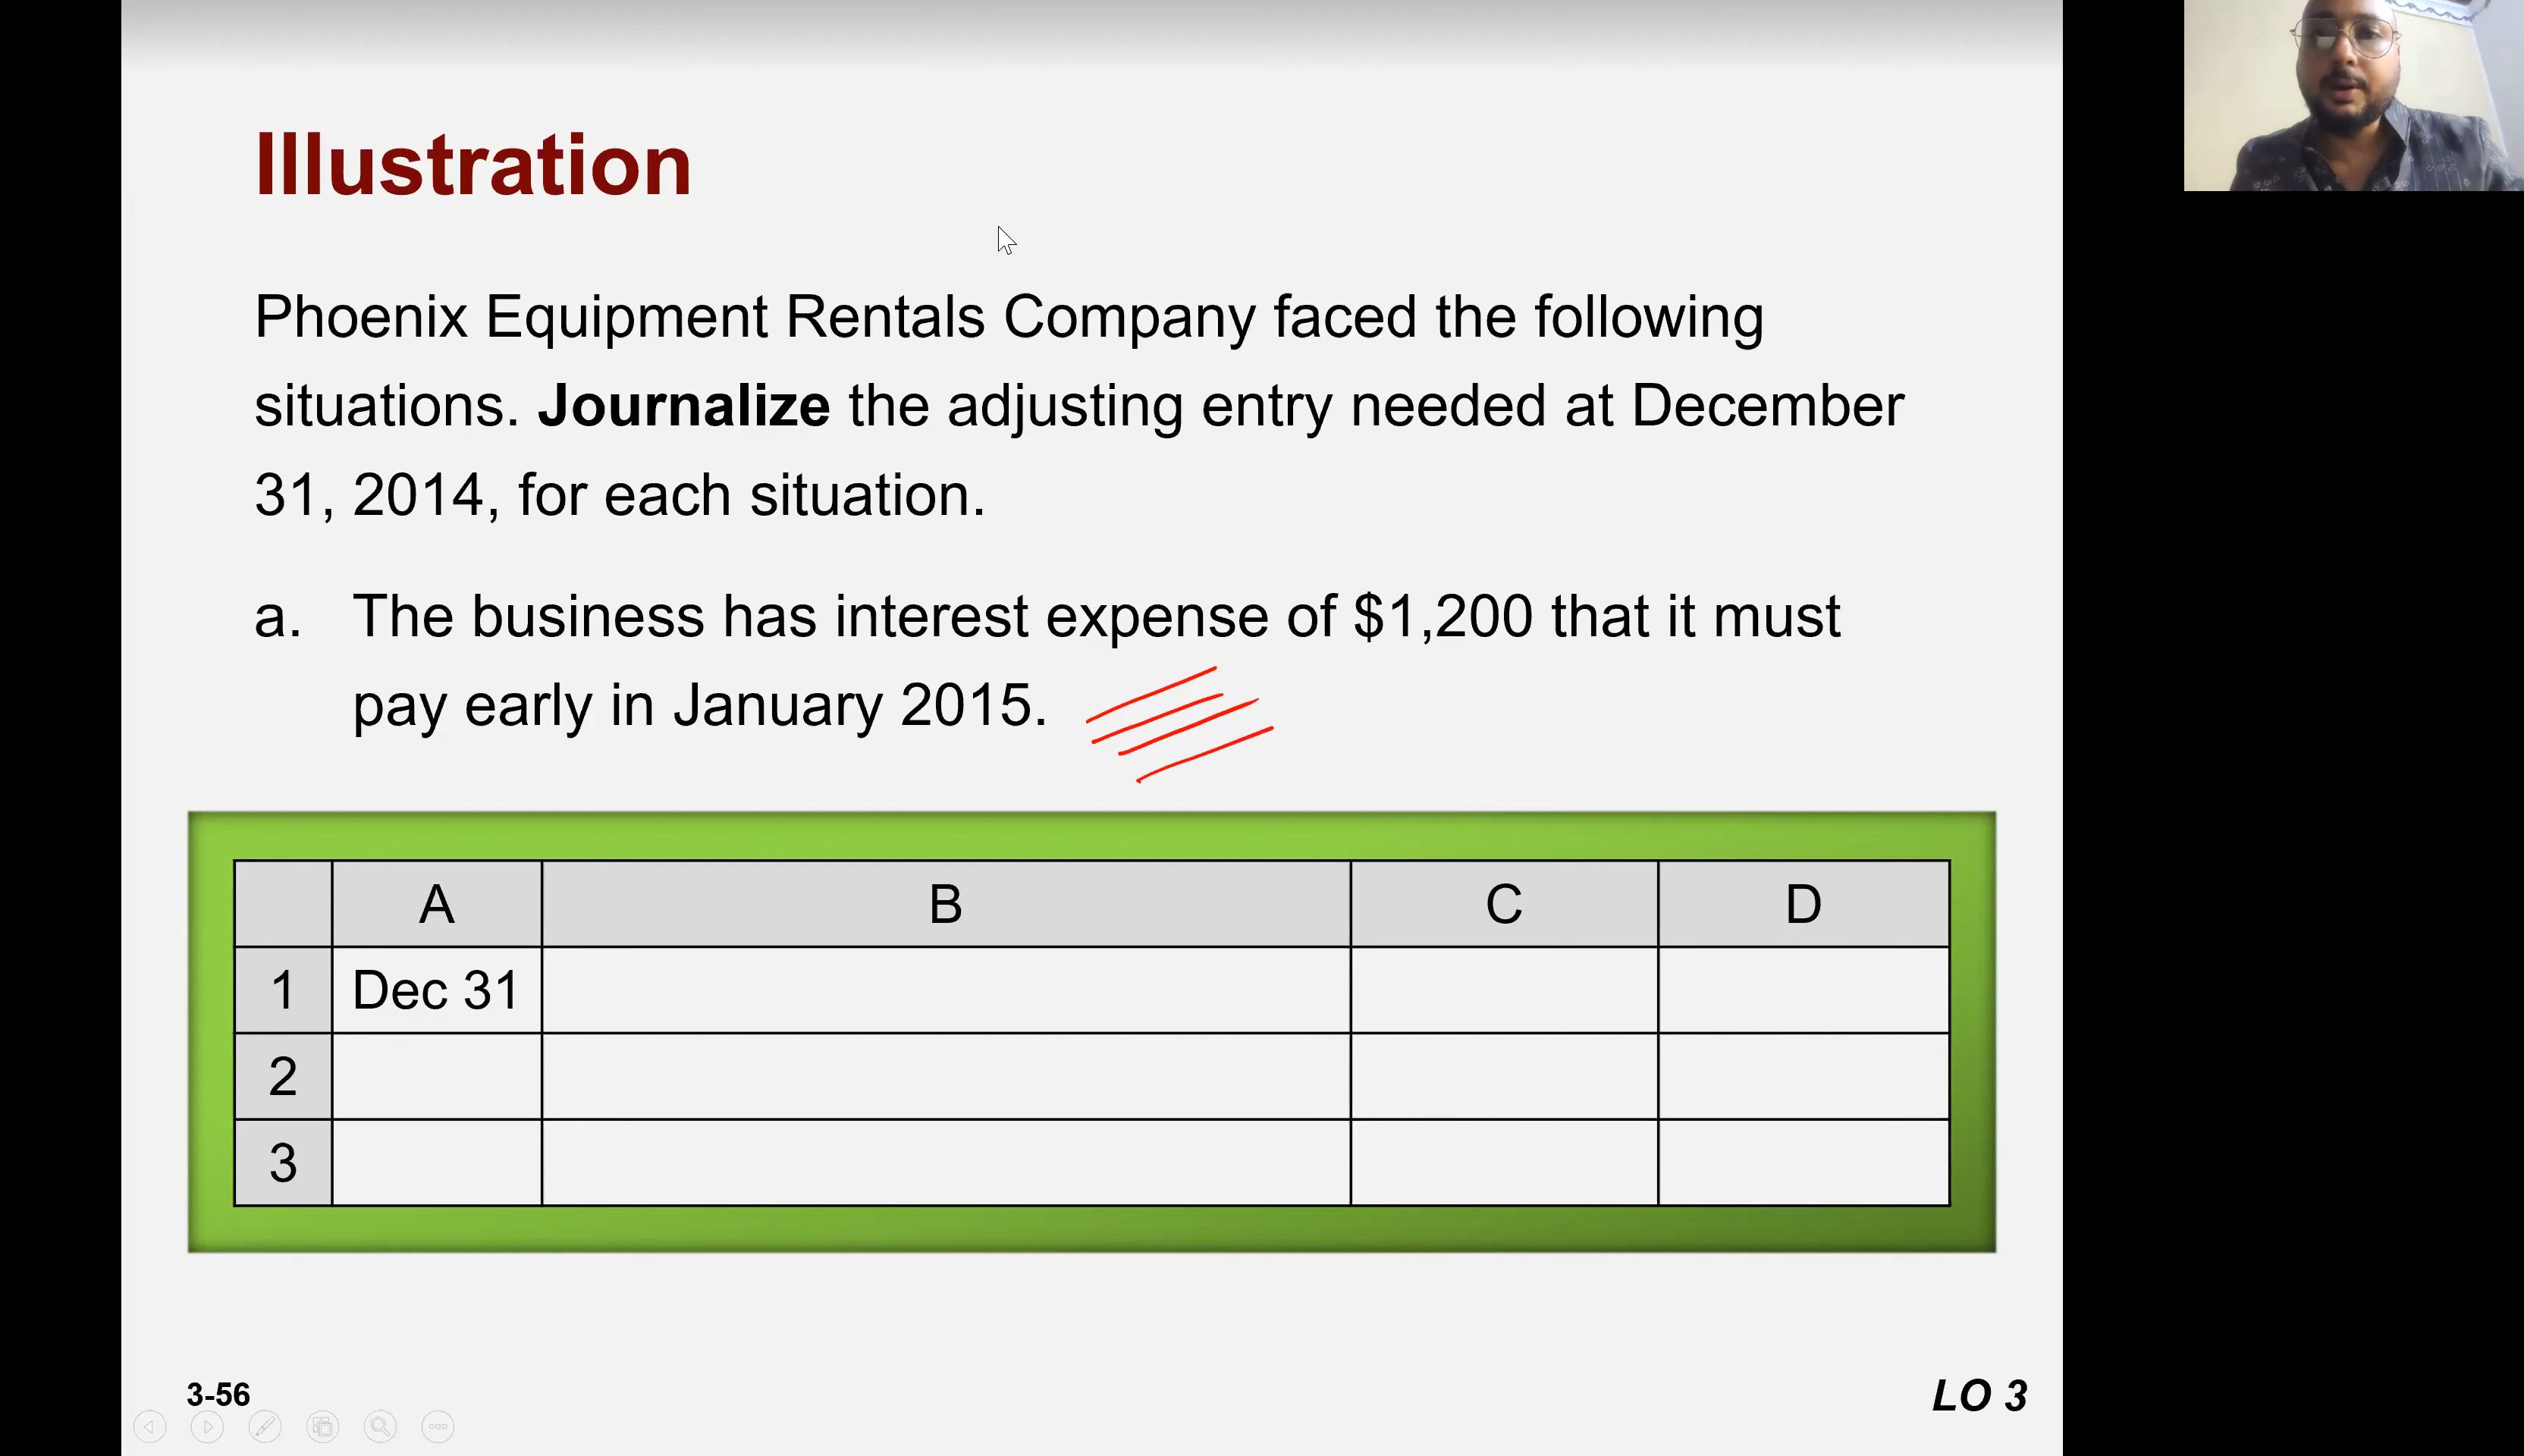 Illustration
Phoenix Equipment Rentals Company faced the following
situations. Journalize the adjusting entry needed at December
31, 2014, for each situation.
a. The business has interest expense of $1,200 that it must
pay early in January 2015.
A B C D
1 Dec 31
2
3
3-56
LO 3